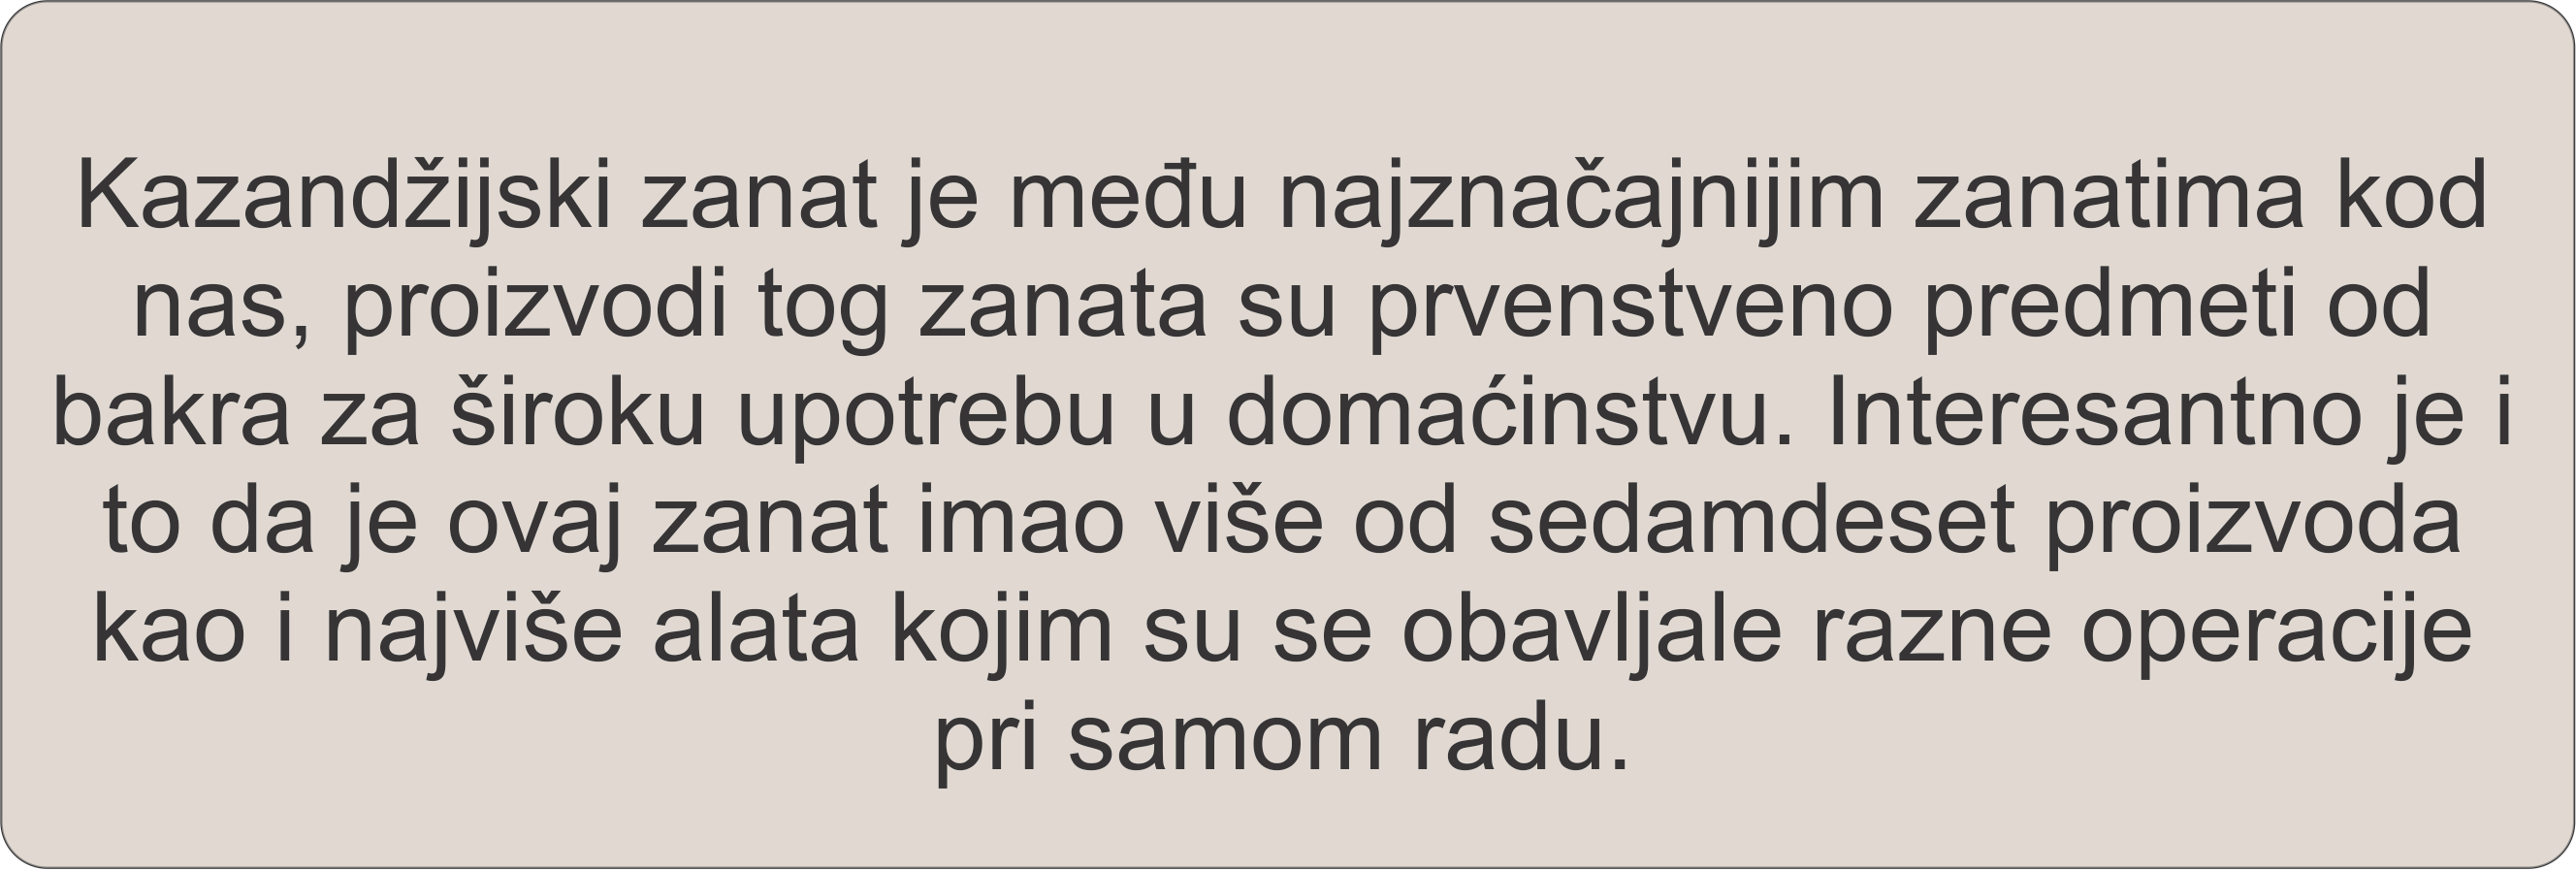 Kazandžijski zanat je među najznačajnijim zanatima kod
nas, proizvodi tog zanata su prvenstveno predmeti od
bakra za široku upotrebu u domaćinstvu. Interesantno je i
to da je ovaj zanat imao više od sedamdeset proizvoda
kao i najviše alata kojim su se obavljale razne operacije
pri samom radu.